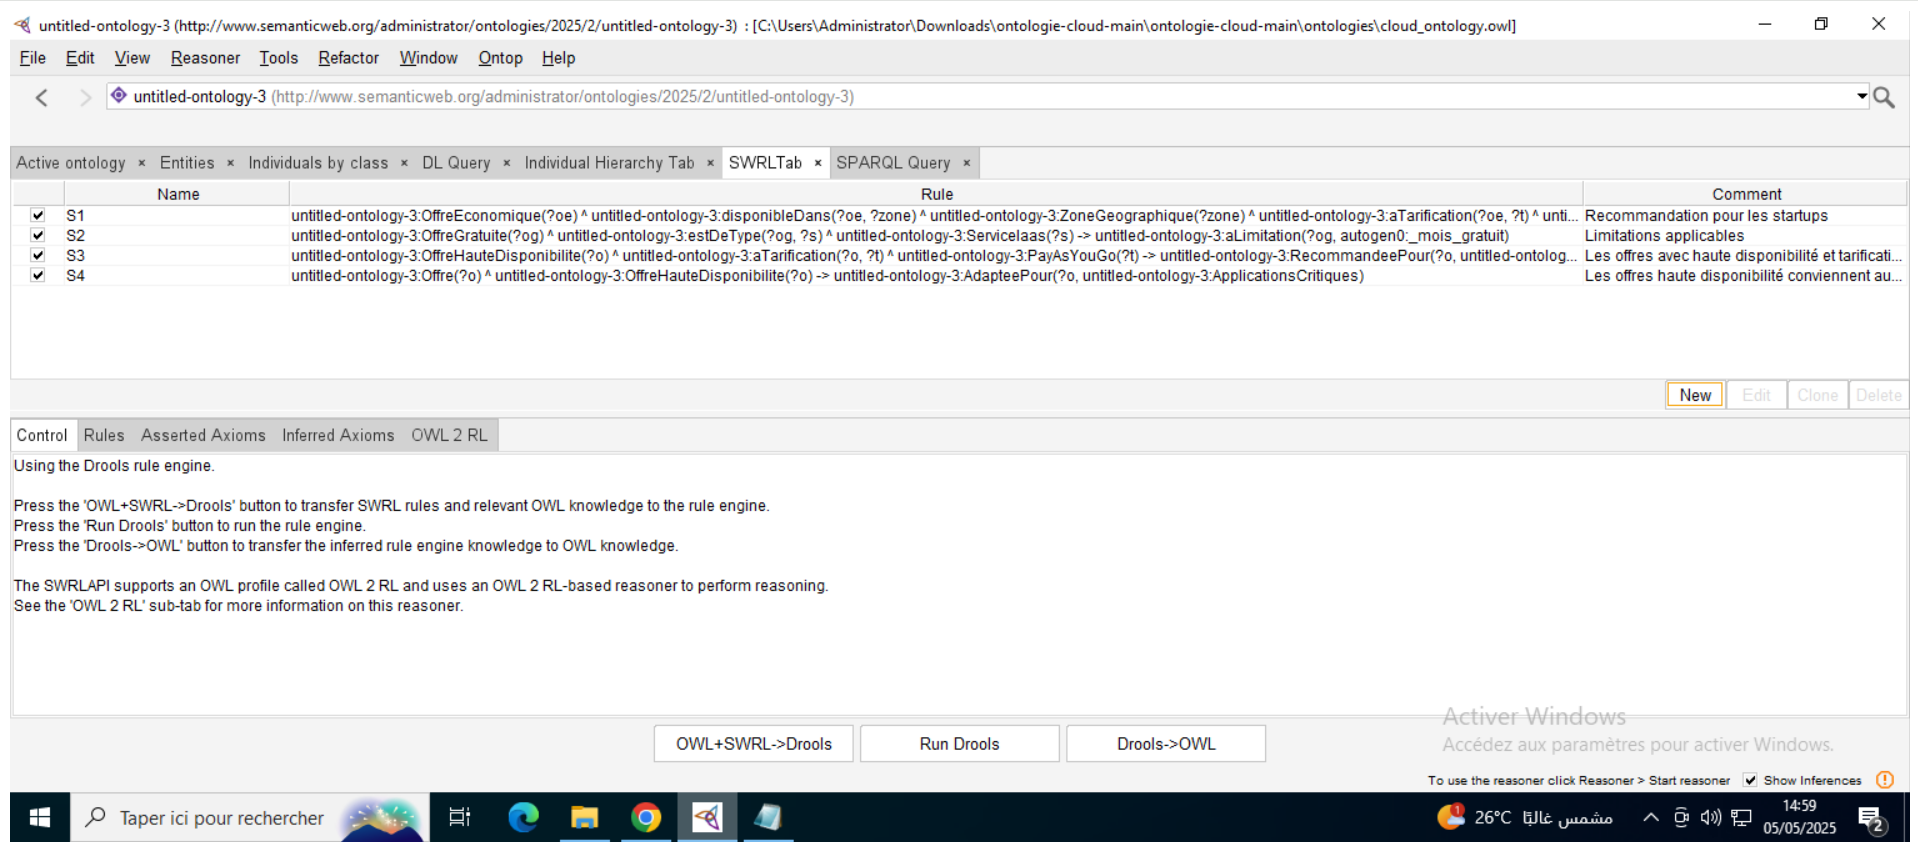 untitled-ontology-3 (http://www.semanticweb.org/administrator/ontologies/2025/2/untitled-ontology-3) : [C:\Users\Administrator\Downloads\ontologie-cloud-main\ontologie-cloud-main\ontologies\cloud_ontology.owl]
File Edit View Reasoner Tools Refactor Window Ontop Help
untitled-ontology-3 (http://www.semanticweb.org/administrator/ontologies/2025/2/untitled-ontology-3)
Active ontology × Entities × Individuals by class × DL Query × Individual Hierarchy Tab × SWRLTab × SPARQL Query ×
Name Rule Comment
S1 untitled-ontology-3:OffreEconomique(?oe) ^ untitled-ontology-3:disponibleDans(?oe, ?zone) ^ untitled-ontology-3:ZoneGeographique(?zone) ^ untitled-ontology-3:aTarification(?oe, ?t) ^ unti... Recommandation pour les startups
S2 untitled-ontology-3:OffreGratuite(?og) ^ untitled-ontology-3:estDeType(?og, ?s) ^ untitled-ontology-3:ServiceIaas(?s) -> untitled-ontology-3:aLimitation(?og, autogen0:_mois_gratuit) Limitations applicables
S3 untitled-ontology-3:OffreHauteDisponibilite(?o) ^ untitled-ontology-3:aTarification(?o, ?t) ^ untitled-ontology-3:PayAsYouGo(?t) -> untitled-ontology-3:RecommandeePour(?o, untitled-ontolog... Les offres avec haute disponibilité et tarificati...
S4 untitled-ontology-3:Offre(?o) ^ untitled-ontology-3:OffreHauteDisponibilite(?o) -> untitled-ontology-3:AdapteePour(?o, untitled-ontology-3:ApplicationsCritiques) Les offres haute disponibilité conviennent au...
New Edit Clone Delete
Control Rules Asserted Axioms Inferred Axioms OWL 2 RL
Using the Drools rule engine.
Press the 'OWL+SWRL->Drools' button to transfer SWRL rules and relevant OWL knowledge to the rule engine.
Press the 'Run Drools' button to run the rule engine.
Press the 'Drools->OWL' button to transfer the inferred rule engine knowledge to OWL knowledge.
The SWRLAPI supports an OWL profile called OWL 2 RL and uses an OWL 2 RL-based reasoner to perform reasoning.
See the 'OWL 2 RL' sub-tab for more information on this reasoner.
Activer Windows
OWL+SWRL->Drools Run Drools Drools->OWL
Accédez aux paramètres pour activer Windows.
To use the reasoner click Reasoner > Start reasoner Show Inferences
Taper ici pour rechercher
1 26°C مشمس غالبًا
14:59
05/05/2025
2